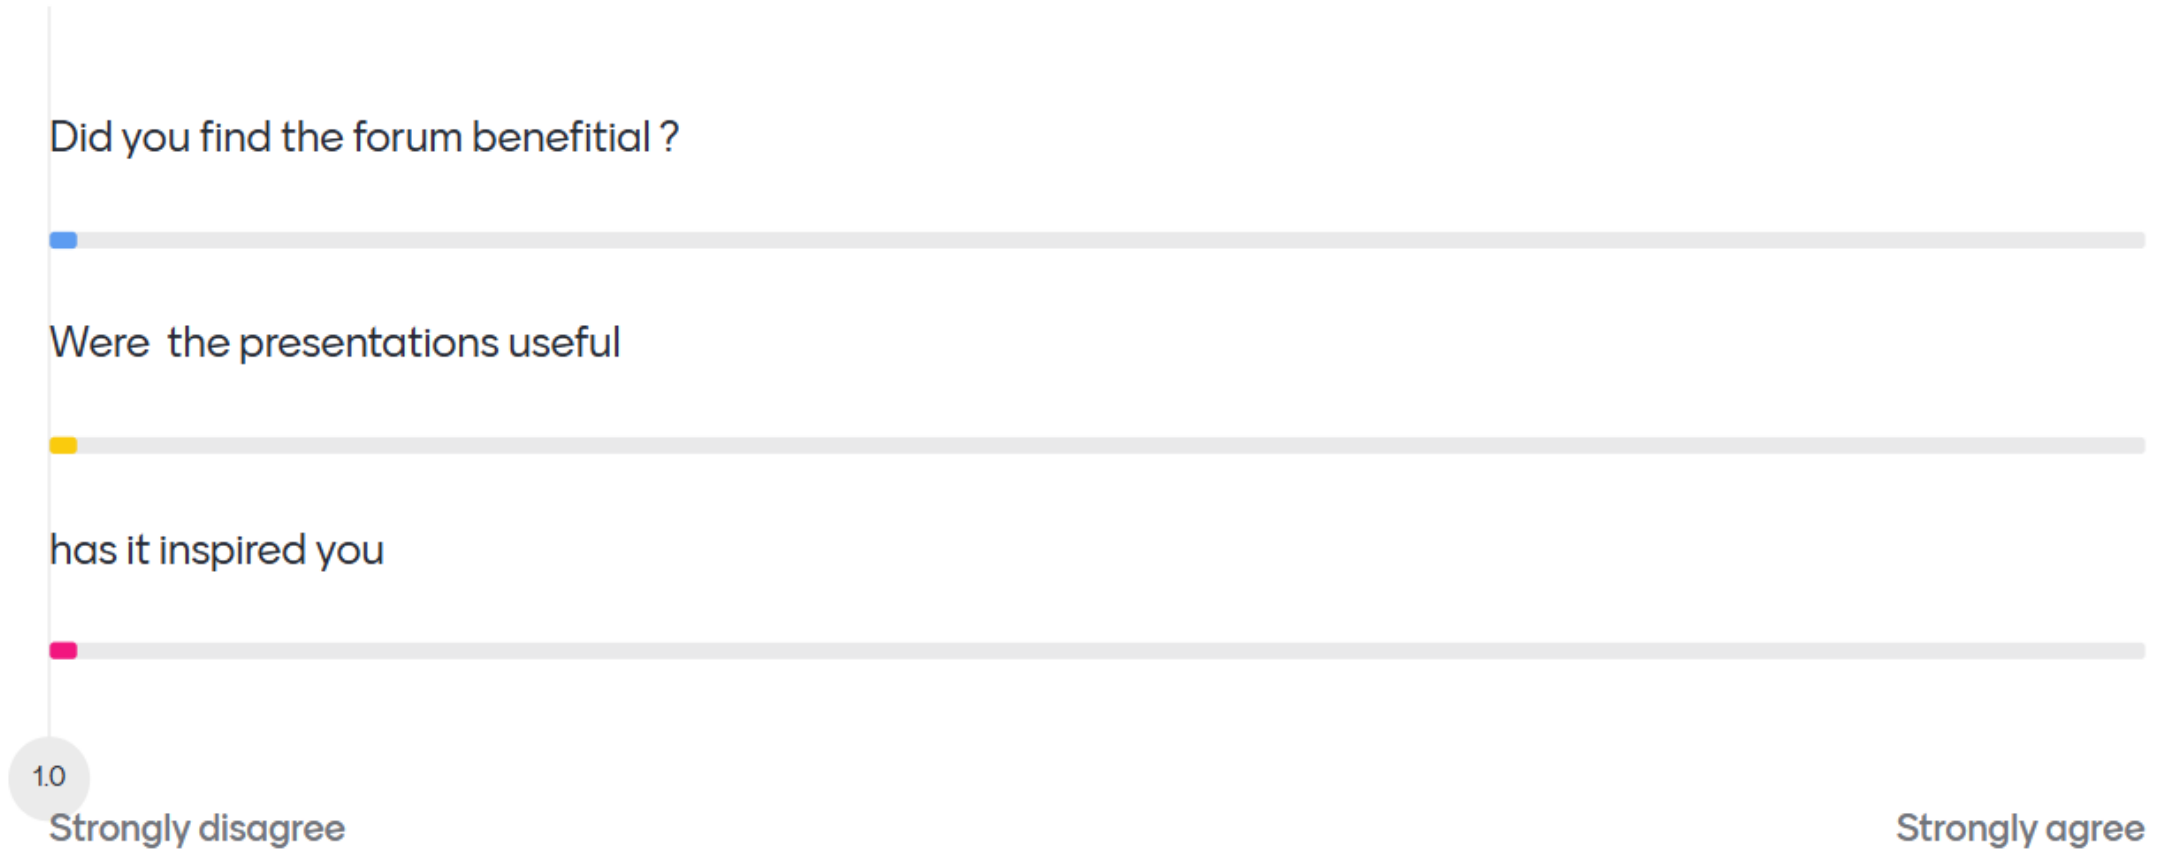 Did you find the forum benefitial ?
Were  the presentations useful
has it inspired you
1.0
Strongly disagree
Strongly agree